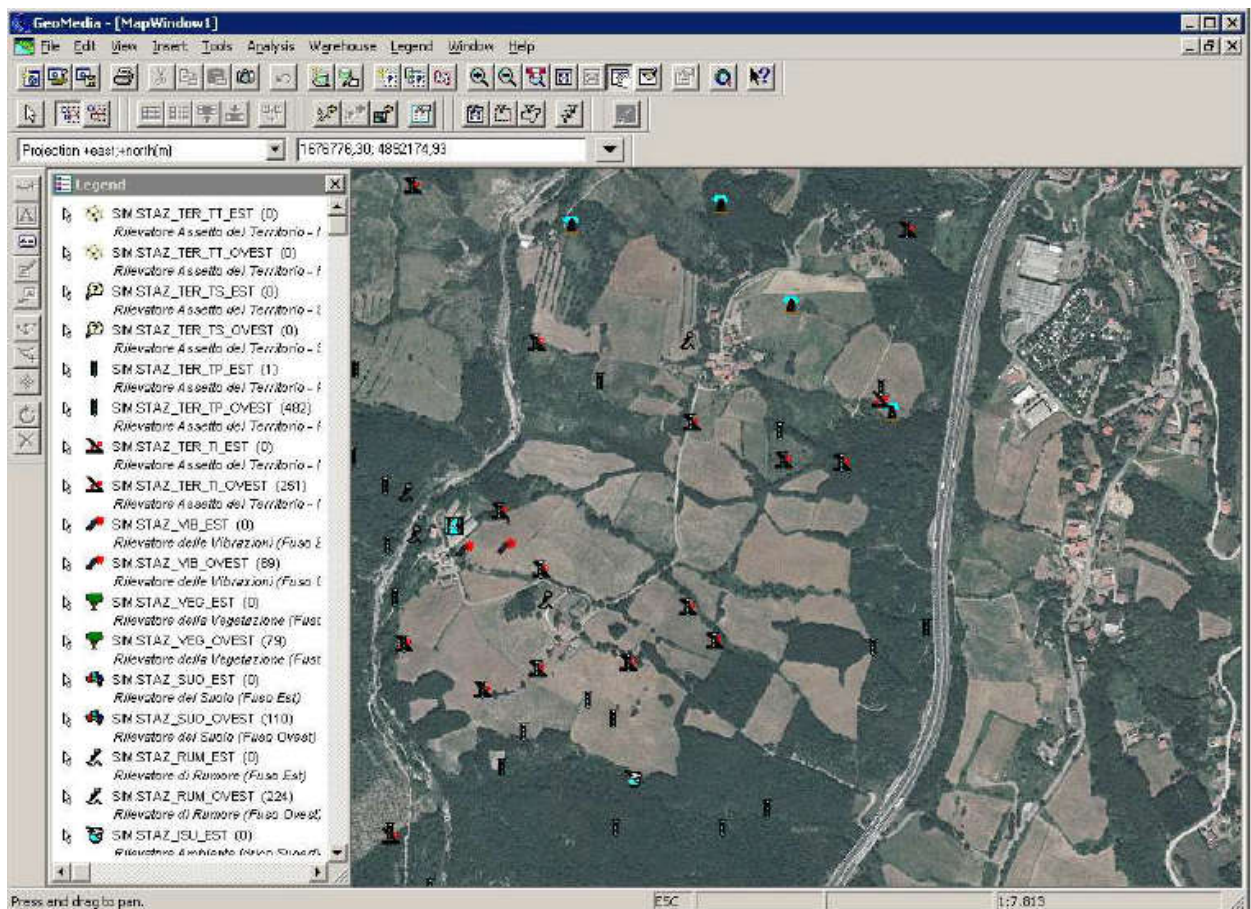 GeoMedia - [MapWindow1]
File Edit View Insert Tools Analysis Warehouse Legend Window Help
Projection +east;+north(m)
1676776,30; 4892174,93
Legend
SIM.STAZ_TER_TT_EST (0)
Rilevatore Assetto del Territorio -
SIM.STAZ_TER_TT_OVEST (0)
Rilevatore Assetto del Territorio -
SIM.STAZ_TER_TS_EST (0)
Rilevatore Assetto del Territorio -
SIM.STAZ_TER_TS_OVEST (0)
Rilevatore Assetto del Territorio -
SIM.STAZ_TER_TP_EST (1)
Rilevatore Assetto del Territorio -
SIM.STAZ_TER_TP_OVEST (482)
Rilevatore Assetto del Territorio -
SIM.STAZ_TER_TI_EST (0)
Rilevatore Assetto del Territorio -
SIM.STAZ_TER_TI_OVEST (261)
Rilevatore Assetto del Territorio -
SIM.STAZ_VIB_EST (0)
Rilevatore delle Vibrazioni (Fuso E
SIM.STAZ_VIB_OVEST (89)
Rilevatore delle Vibrazioni (Fuso
SIM.STAZ_VEG_EST (0)
Rilevatore della Vegetazione (Fuso
SIM.STAZ_VEG_OVEST (79)
Rilevatore della Vegetazione (Fuso
SIM.STAZ_SUO_EST (0)
Rilevatore del Suolo (Fuso Est)
SIM.STAZ_SUO_OVEST (110)
Rilevatore del Suolo (Fuso Ovest)
SIM.STAZ_RUM_EST (0)
Rilevatore di Rumore (Fuso Est)
SIM.STAZ_RUM_OVEST (224)
Rilevatore di Rumore (Fuso Ovest)
SIM.STAZ_ISU_EST (0)
Rilevatore Ambiente Idrico Superfi
Press and drag to pan.
ESC
1:7.813